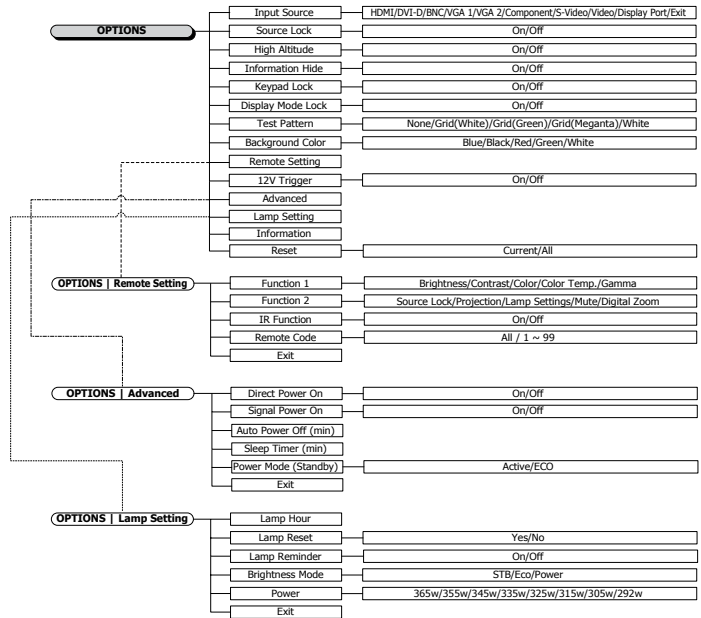 Input Source HDMI/DVI-D/BNC/VGA 1/VGA 2/Component/S-Video/Video/Display Port/Exit
OPTIONS Source Lock On/Off
High Altitude On/Off
Information Hide On/Off
Keypad Lock On/Off
Display Mode Lock On/Off
Test Pattern None/Grid(White)/Grid(Green)/Grid(Meganta)/White
Background Color Blue/Black/Red/Green/White
Remote Setting
12V Trigger On/Off
Advanced
Lamp Setting
Information
Reset Current/All
OPTIONS | Remote Setting Function 1 Brightness/Contrast/Color/Color Temp./Gamma
Function 2 Source Lock/Projection/Lamp Settings/Mute/Digital Zoom
IR Function On/Off
Remote Code All / 1 ~ 99
Exit
OPTIONS | Advanced Direct Power On On/Off
Signal Power On On/Off
Auto Power Off (min)
Sleep Timer (min)
Power Mode (Standby) Active/ECO
Exit
OPTIONS | Lamp Setting Lamp Hour
Lamp Reset Yes/No
Lamp Reminder On/Off
Brightness Mode STB/Eco/Power
Power 365w/355w/345w/335w/325w/315w/305w/292w
Exit